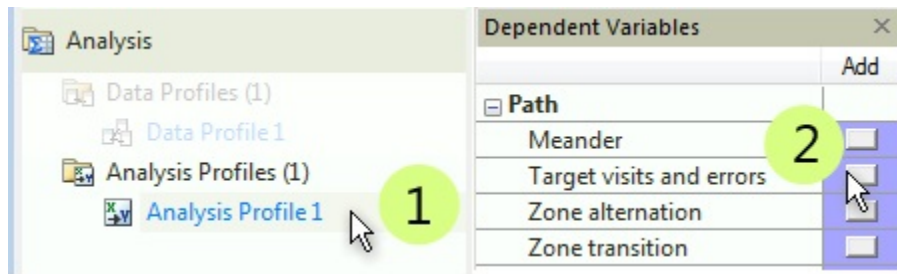 Analysis
Data Profiles (1)
Data Profile 1
Analysis Profiles (1)
Analysis Profile 1
1
Dependent Variables
Add
Path
Meander
Target visits and errors
Zone alternation
Zone transition
2